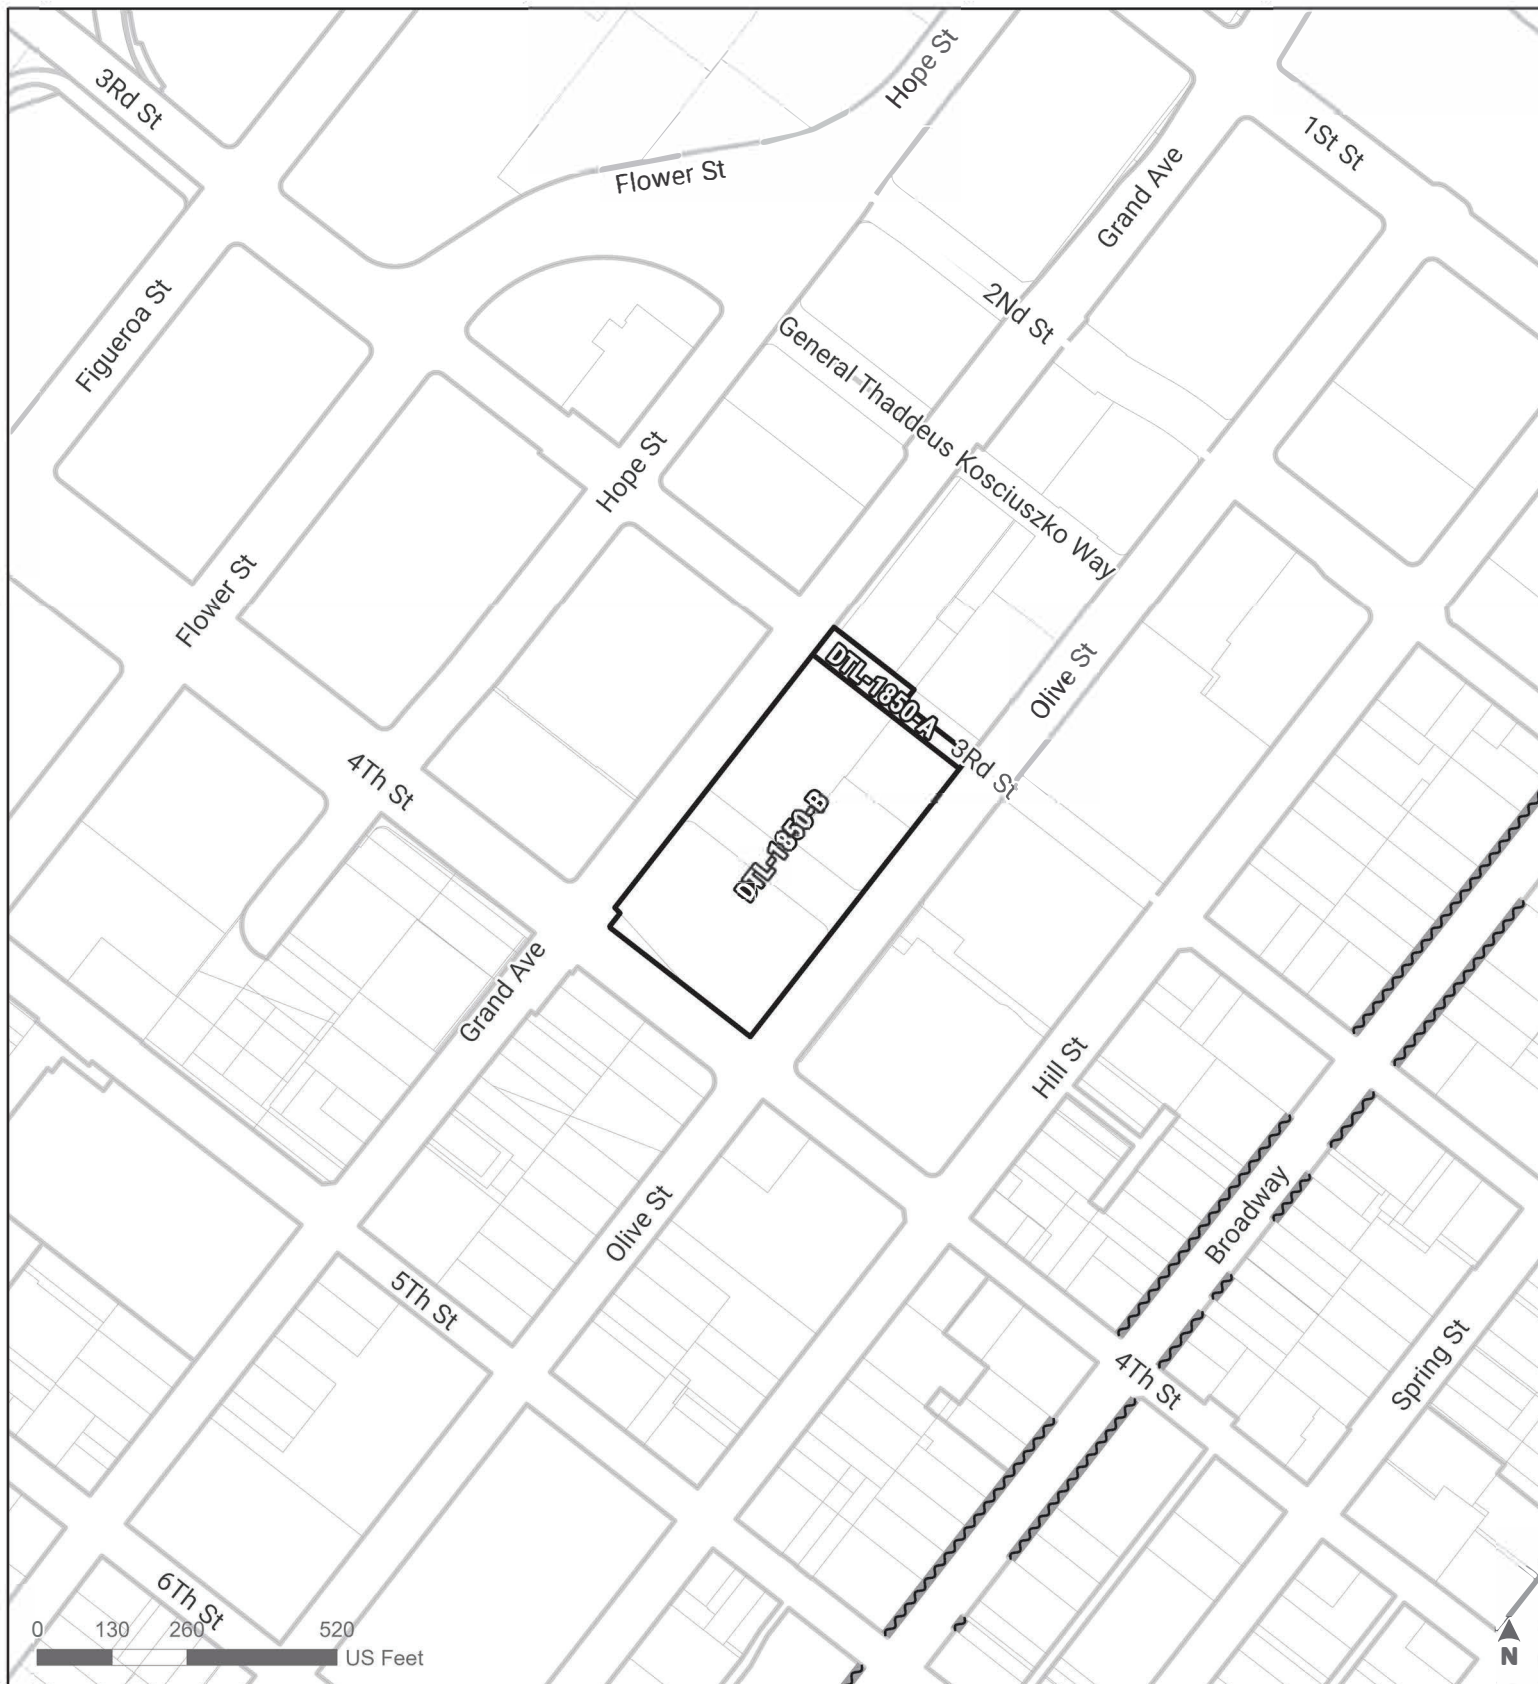 3Rd St
Hope St
1St St
Flower St
Grand Ave
Figueroa St
2Nd St
General Thaddeus Kosciuszko Way
Hope St
Flower St
Olive St
DTL-1850-A
3Rd St
4Th St
DTL-1850-B
Grand Ave
Hill St
Olive St
Broadway
5Th St
4Th St
Spring St
6Th St
0 130 260 520
US Feet
N